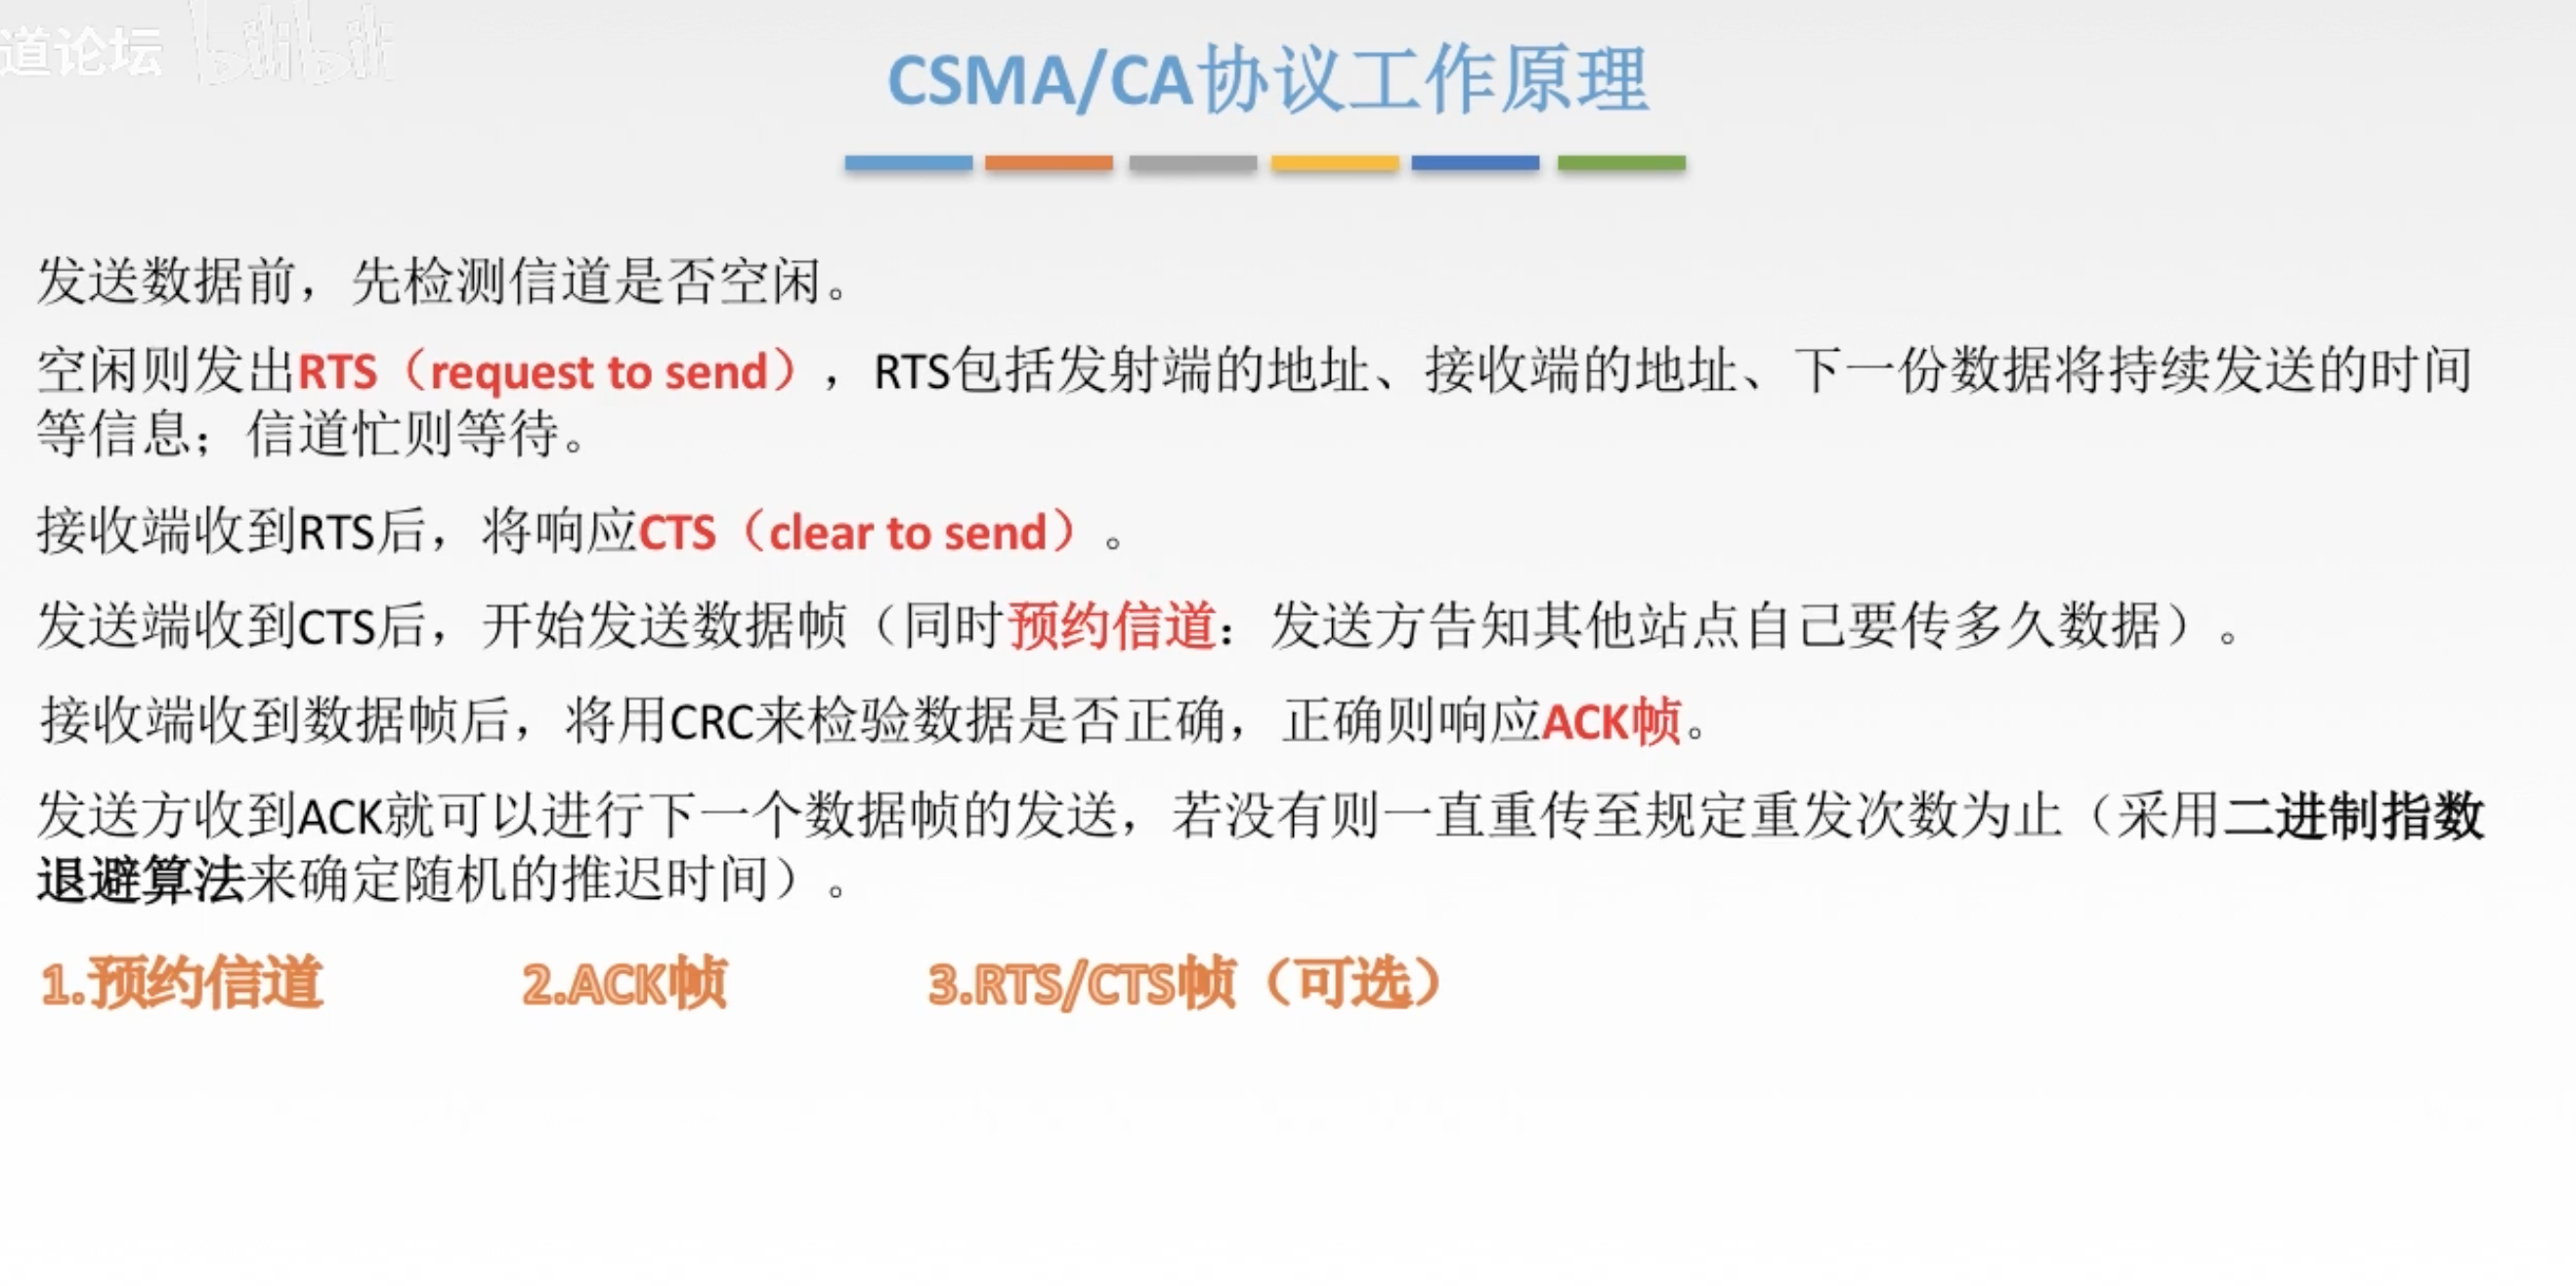 道论坛 bilibili
CSMA/CA协议工作原理
发送数据前，先检测信道是否空闲。
空闲则发出RTS（request to send），RTS包括发射端的地址、接收端的地址、下一份数据将持续发送的时间
等信息；信道忙则等待。
接收端收到RTS后，将响应CTS（clear to send）。
发送端收到CTS后，开始发送数据帧（同时预约信道：发送方告知其他站点自己要传多久数据）。
接收端收到数据帧后，将用CRC来检验数据是否正确，正确则响应ACK帧。
发送方收到ACK就可以进行下一个数据帧的发送，若没有则一直重传至规定重发次数为止（采用二进制指数
退避算法来确定随机的推迟时间）。
1.预约信道 2.ACK帧 3.RTS/CTS帧（可选）